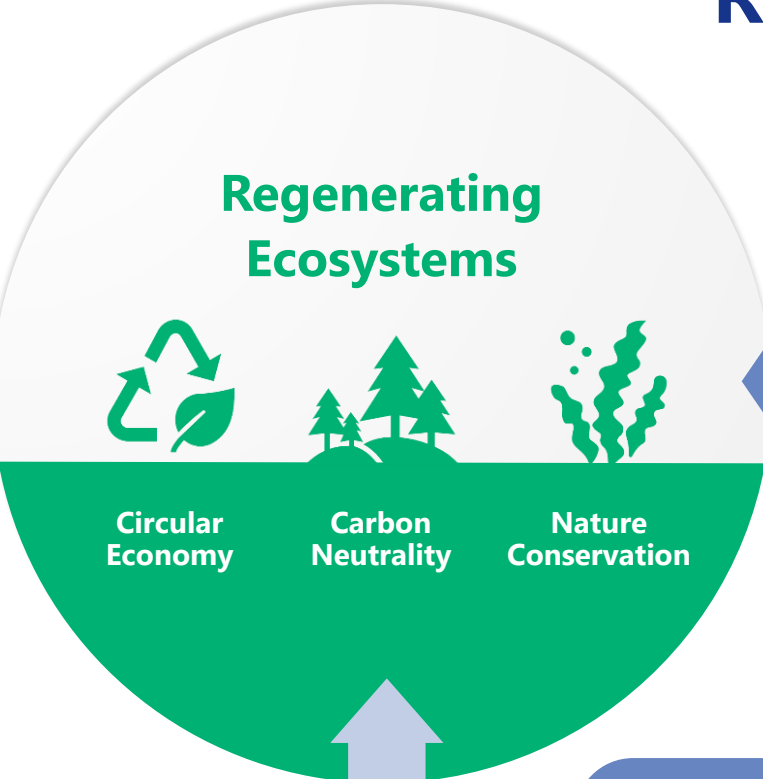 Regenerating
Ecosystems
Circular
Economy
Carbon
Neutrality
Nature
Conservation